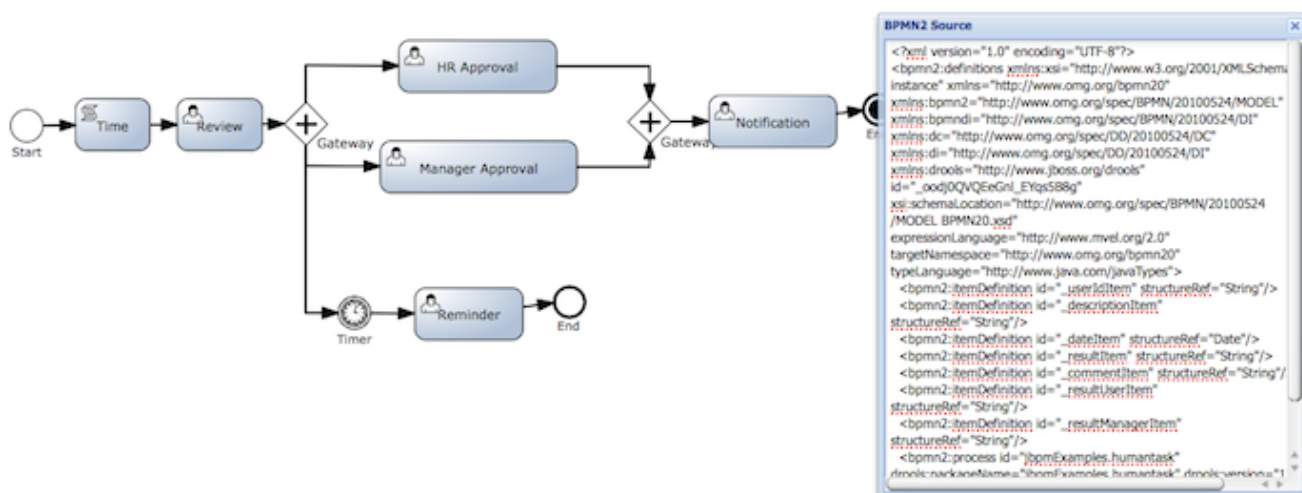 HR Approval
Start
Time
Review
Gateway
Manager Approval
Gateway
Notification
Timer
Reminder
End
BPMN2 Source
<?xml version="1.0" encoding="UTF-8"?>
<bpmn2:definitions xmlns:xsi="http://www.w3.org/2001/XMLSchema
instance" xmlns="http://www.omg.org/bpmn20"
xmlns:bpmn2="http://www.omg.org/spec/BPMN/20100524/MODEL"
xmlns:bpmndi="http://www.omg.org/spec/BPMN/20100524/DI"
xmlns:dc="http://www.omg.org/spec/DD/20100524/DC"
xmlns:di="http://www.omg.org/spec/DD/20100524/DI"
xmlns:drools="http://www.jboss.org/drools"
xsi:schemaLocation="http://www.omg.org/spec/BPMN/20100524
/MODEL BPMN20.xsd"
expressionLanguage="http://www.mvel.org/2.0"
targetNamespace="http://www.omg.org/bpmn20"
typeLanguage="http://www.java.com/javaTypes">
<bpmn2:itemDefinition id="_userIdItem" structureRef="String"/>
<bpmn2:itemDefinition id="_descriptionItem"
structureRef="String"/>
<bpmn2:itemDefinition id="_dateItem" structureRef="Date"/>
<bpmn2:itemDefinition id="_resultItem" structureRef="String"/>
<bpmn2:itemDefinition id="_commentItem" structureRef="String"/
<bpmn2:itemDefinition id="_resultUserItem"
structureRef="String"/>
<bpmn2:itemDefinition id="_resultManagerItem"
structureRef="String"/>
<bpmn2:process id="jbpmExamples.humantask"
drools:packageName="jbpmExamples.humantask" drools:version="1